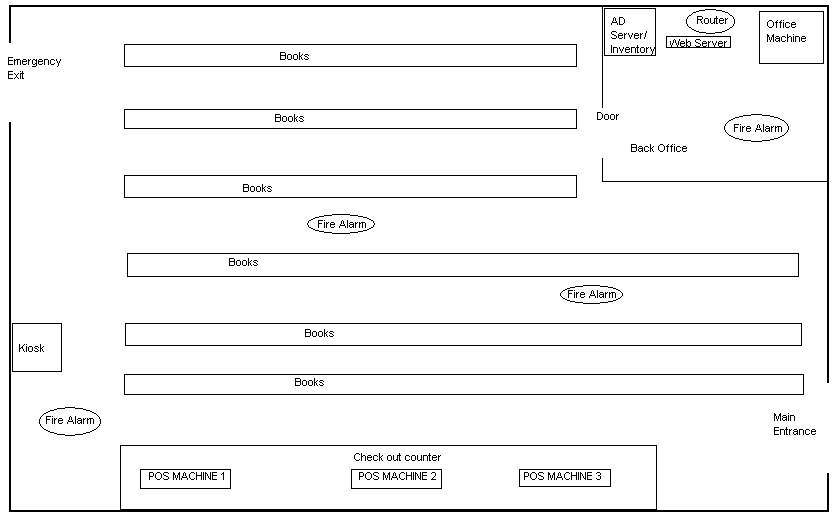 AD
Server/
Inventory
Router
Web Server
Office
Machine
Emergency
Exit
Books
Books
Door
Fire Alarm
Back Office
Books
Fire Alarm
Books
Fire Alarm
Books
Kiosk
Books
Fire Alarm
Main
Entrance
Check out counter
POS MACHINE 1
POS MACHINE 2
POS MACHINE 3